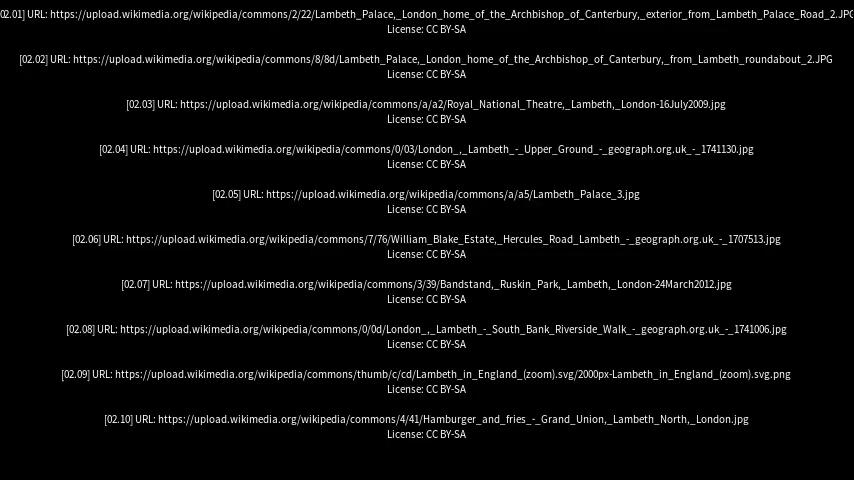 02.01] URL: https://upload.wikimedia.org/wikipedia/commons/2/22/Lambeth_Palace,_London_home_of_the_Archbishop_of_Canterbury,_exterior_from_Lambeth_Palace_Road_2.JPG
License: CC BY-SA
[02.02] URL: https://upload.wikimedia.org/wikipedia/commons/8/8d/Lambeth_Palace,_London_home_of_the_Archbishop_of_Canterbury,_from_Lambeth_roundabout_2.JPG
License: CC BY-SA
[02.03] URL: https://upload.wikimedia.org/wikipedia/commons/a/a2/Royal_National_Theatre,_Lambeth,_London-16July2009.jpg
License: CC BY-SA
[02.04] URL: https://upload.wikimedia.org/wikipedia/commons/0/03/London_,_Lambeth_-_Upper_Ground_-_geograph.org.uk_-_1741130.jpg
License: CC BY-SA
[02.05] URL: https://upload.wikimedia.org/wikipedia/commons/a/a5/Lambeth_Palace_3.jpg
License: CC BY-SA
[02.06] URL: https://upload.wikimedia.org/wikipedia/commons/7/76/William_Blake_Estate,_Hercules_Road_Lambeth_-_geograph.org.uk_-_1707513.jpg
License: CC BY-SA
[02.07] URL: https://upload.wikimedia.org/wikipedia/commons/3/39/Bandstand,_Ruskin_Park,_Lambeth,_London-24March2012.jpg
License: CC BY-SA
[02.08] URL: https://upload.wikimedia.org/wikipedia/commons/0/0d/London_,_Lambeth_-_South_Bank_Riverside_Walk_-_geograph.org.uk_-_1741006.jpg
License: CC BY-SA
[02.09] URL: https://upload.wikimedia.org/wikipedia/commons/thumb/c/cd/Lambeth_in_England_(zoom).svg/2000px-Lambeth_in_England_(zoom).svg.png
License: CC BY-SA
[02.10] URL: https://upload.wikimedia.org/wikipedia/commons/4/41/Hamburger_and_fries_-_Grand_Union,_Lambeth_North,_London.jpg
License: CC BY-SA